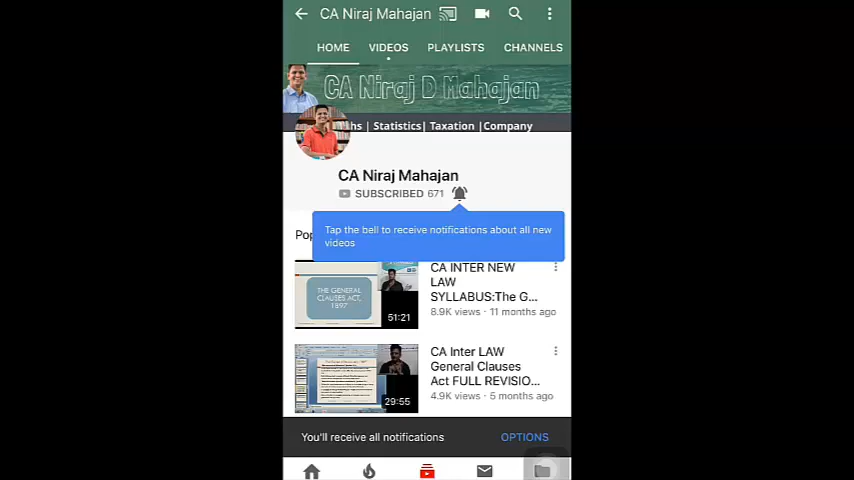 CA Niraj Mahajan
HOME VIDEOS PLAYLISTS CHANNELS
CA Niraj D Mahajan
hs | Statistics| Taxation |Company
CA Niraj Mahajan
SUBSCRIBED 671
Tap the bell to receive notifications about all new
videos
Pop
THE GENERAL
CLAUSES ACT,
1897
51:21
CA INTER NEW
LAW
SYLLABUS:The G...
8.9K views · 11 months ago
29:55
CA Inter LAW
General Clauses
Act FULL REVISIO...
4.9K views · 5 months ago
You'll receive all notifications
OPTIONS